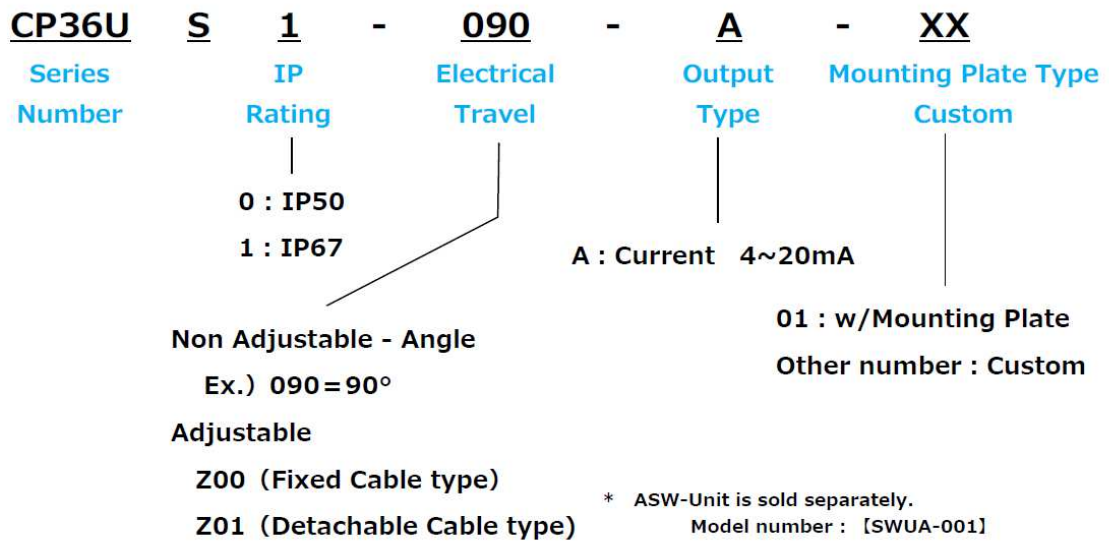 CP36U S 1 - 090 - A - XX
Series Number
IP Rating
Electrical Travel
Output Type
Mounting Plate Type Custom
0 : IP50
1 : IP67
A : Current 4~20mA
Non Adjustable - Angle
Ex.）090＝90°
Adjustable
Z00（Fixed Cable type）
Z01（Detachable Cable type）
01 : w/Mounting Plate
Other number : Custom
* ASW-Unit is sold separately.
Model number : 【SWUA-001】